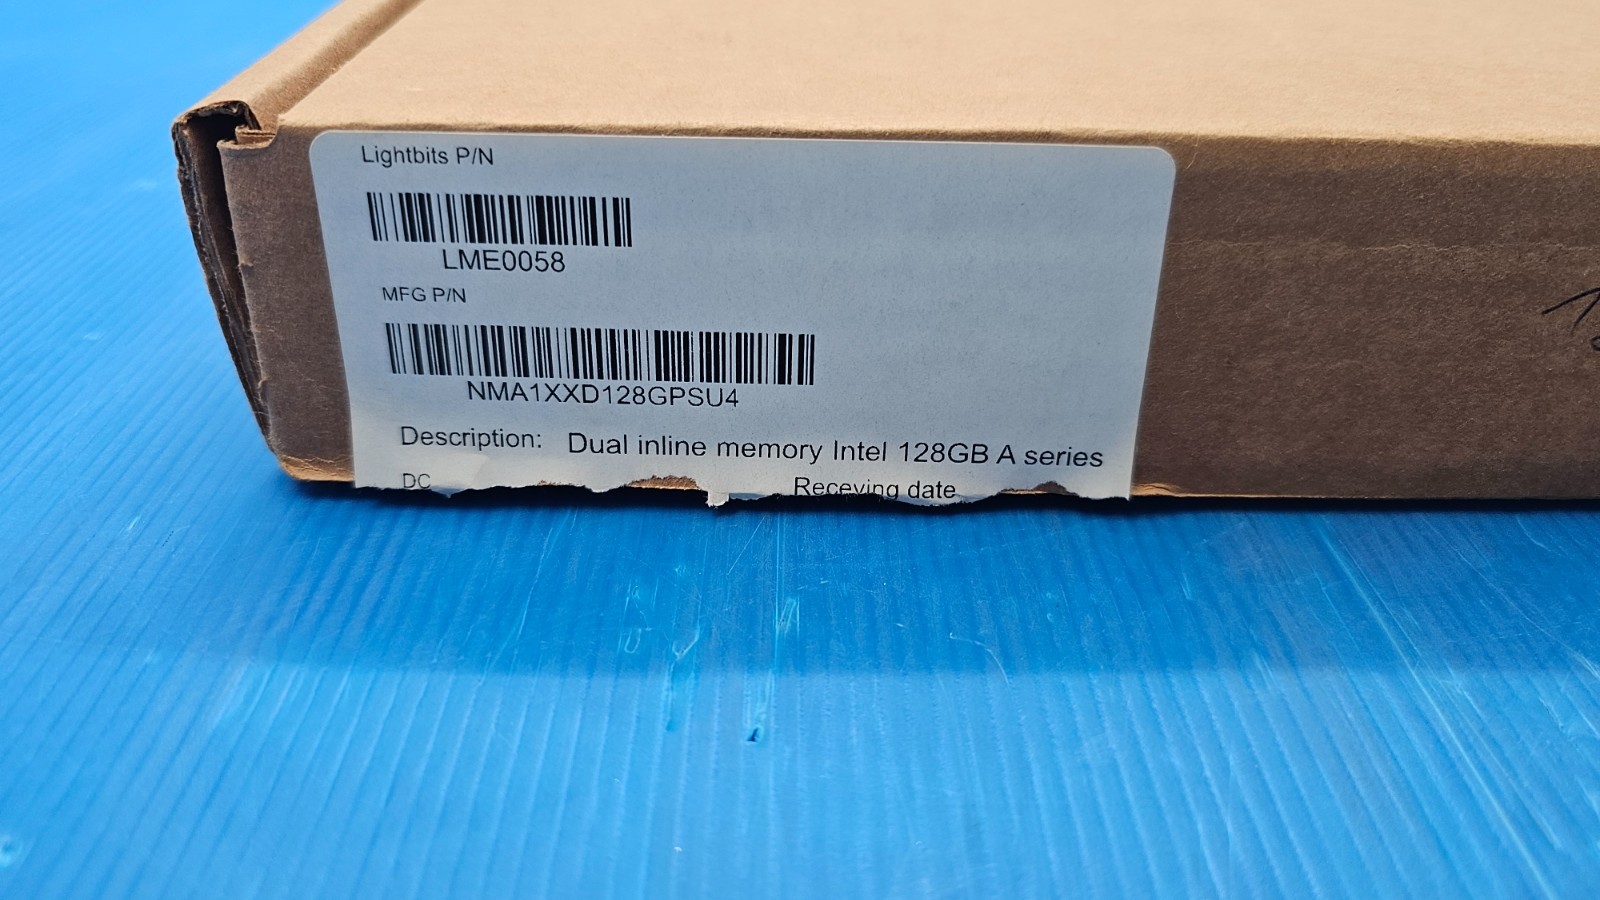 Lightbits P/N
LME0058
MFG P/N
NMA1XXD128GPSU4
Description: Dual inline memory Intel 128GB A series
DC Receving date